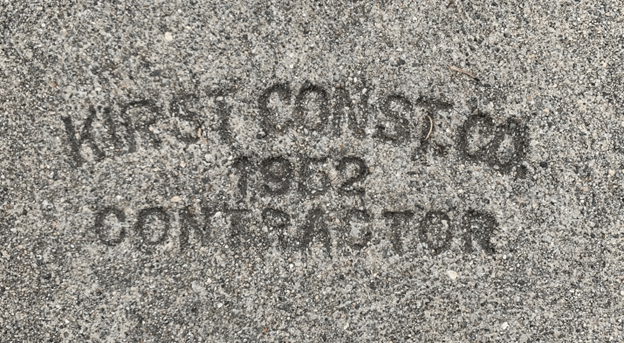 KIRST CONST. CO.
1952
CONTRACTOR